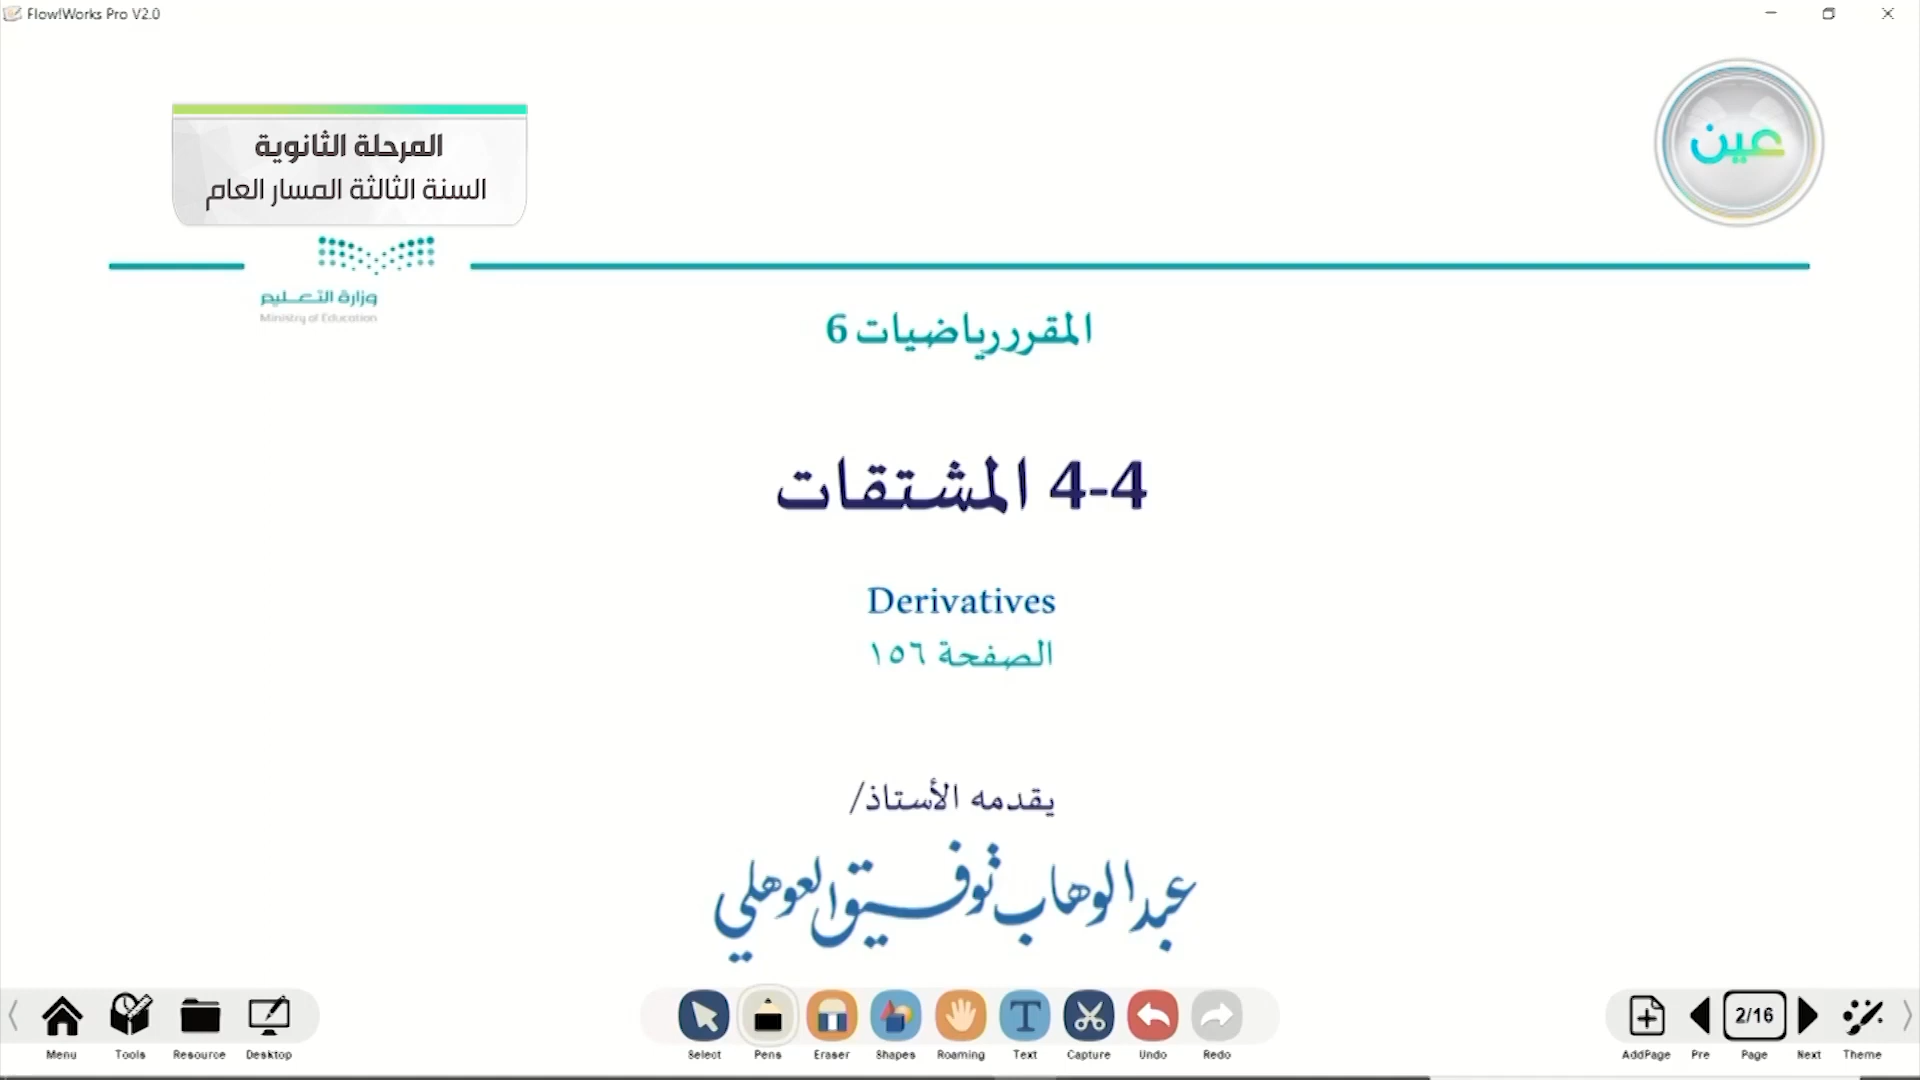 Flow!Works Pro V2.0
عين
المرحلة الثانوية
السنة الثالثة المسار العام
وزارة التعليم
Ministry of Education
المقرر رياضيات 6
4-4 المشتقات
Derivatives
الصفحة ١٥٦
يقدمه الأستاذ/
عبدالوهاب توفيق العوهلي
Menu Tools Resource Desktop Select Pens Eraser Shapes Roaming Text Capture Undo Redo AddPage Pre 2/16 Page Next Theme